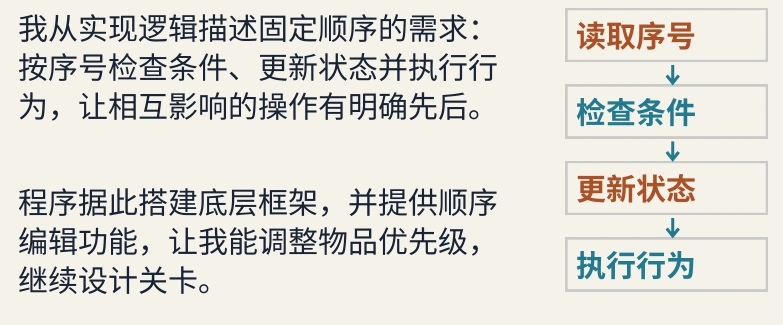 我从实现逻辑描述固定顺序的需求：
按序号检查条件、更新状态并执行行
为，让相互影响的操作有明确先后。
程序据此搭建底层框架，并提供顺序
编辑功能，让我能调整物品优先级，
继续设计关卡。
读取序号
检查条件
更新状态
执行行为